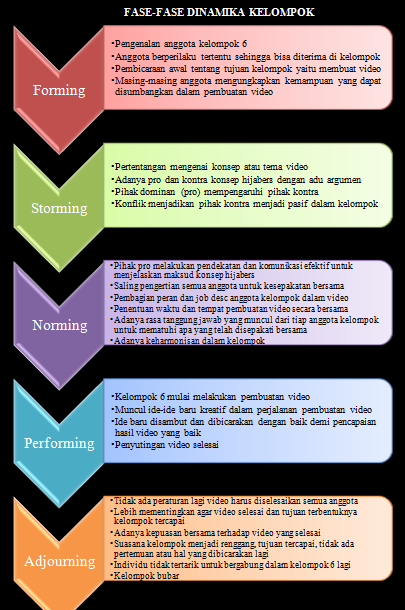 FASE-FASE DINAMIKA KELOMPOK
Forming
•Pengenalan anggota kelompok 6
•Anggota berperilaku tertentu sehingga bisa diterima di kelompok
•Pembicaraan awal tentang tujuan kelompok yaitu membuat video
•Masing-masing anggota mengungkapkan kemampuan yang dapat
disumbangkan dalam pembuatan video
Storming
•Pertentangan mengenai konsep atau tema video
•Adanya pro dan kontra konsep hijabers dengan adu argumen
•Pihak dominan (pro) mempengaruhi pihak kontra
•Konflik menjadikan pihak kontra menjadi pasif dalam kelompok
Norming
•Pihak pro melakukan pendekatan dan komunikasi efektif untuk
menjelaskan maksud konsep hijabers
•Saling pengertian semua anggota untuk kesepakatan bersama
•Pembagian peran dan job desc anggota kelompok dalam video
•Penentuan waktu dan tempat pembuatan video secara bersama
•Adanya rasa tanggung jawab yang muncul dari tiap anggota kelompok
untuk mematuhi apa yang telah disepakati bersama
•Adanya keharmonisan dalam kelompok
Performing
•Kelompok 6 mulai melakukan pembuatan video
•Muncul ide-ide baru kreatif dalam perjalanan pembuatan video
•Ide baru disambut dan dibicarakan dengan baik demi pencapaian
hasil video yang baik
•Penyutingan video selesai
Adjourning
•Tidak ada peraturan lagi video harus diselesaikan semua anggota
•Lebih mementingkan agar video selesai dan tujuan terbentuknya
kelompok tercapai
•Adanya kepuasan bersama terhadap video yang selesai
•Suasana kelompok menjadi renggang, tujuan tercapai, tidak ada
pertemuan atau hal yang dibicarakan lagi
•Individu tidak tertarik untuk bergabung dalam kelompok 6 lagi
•Kelompok bubar